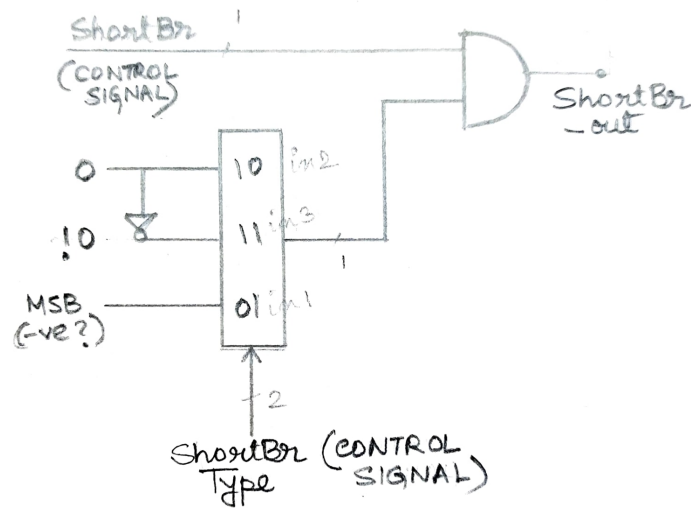 ShortBr
1
(CONTROL
SIGNAL)
ShortBr
_out
0
10 in2
!0
11 in3
1
MSB
(-ve?)
01 in1
2
ShortBr (CONTROL
Type SIGNAL)